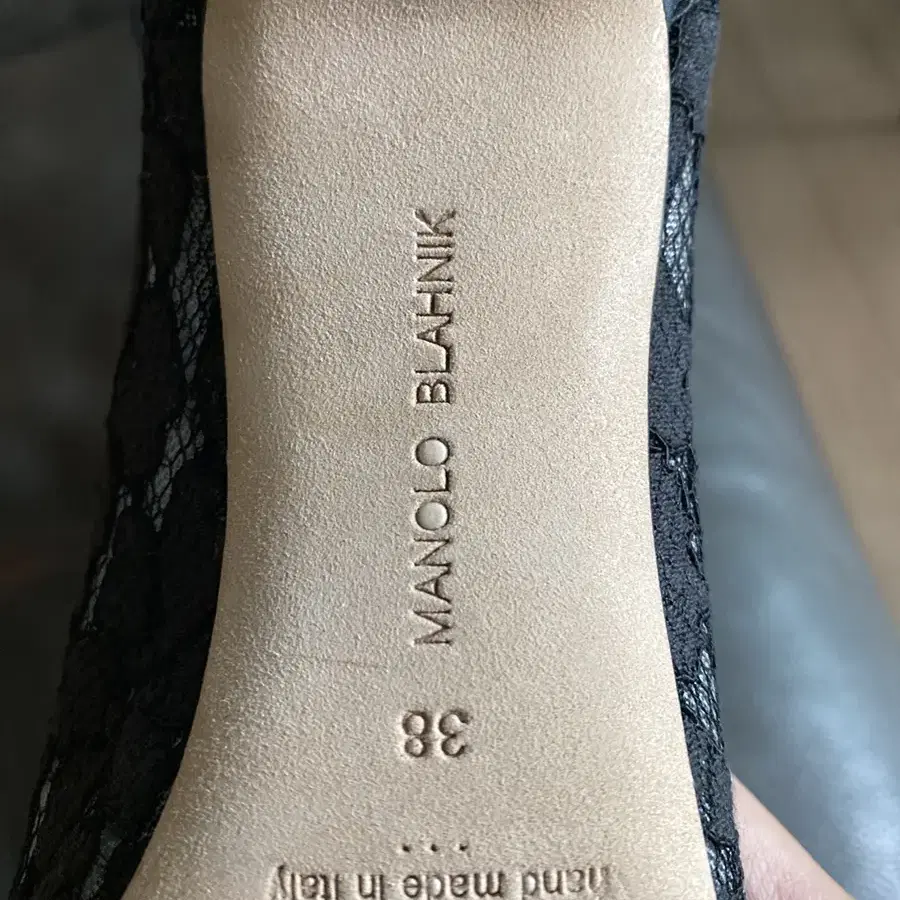 MANOLO BLAHNIK
38
...
hand made in Italy